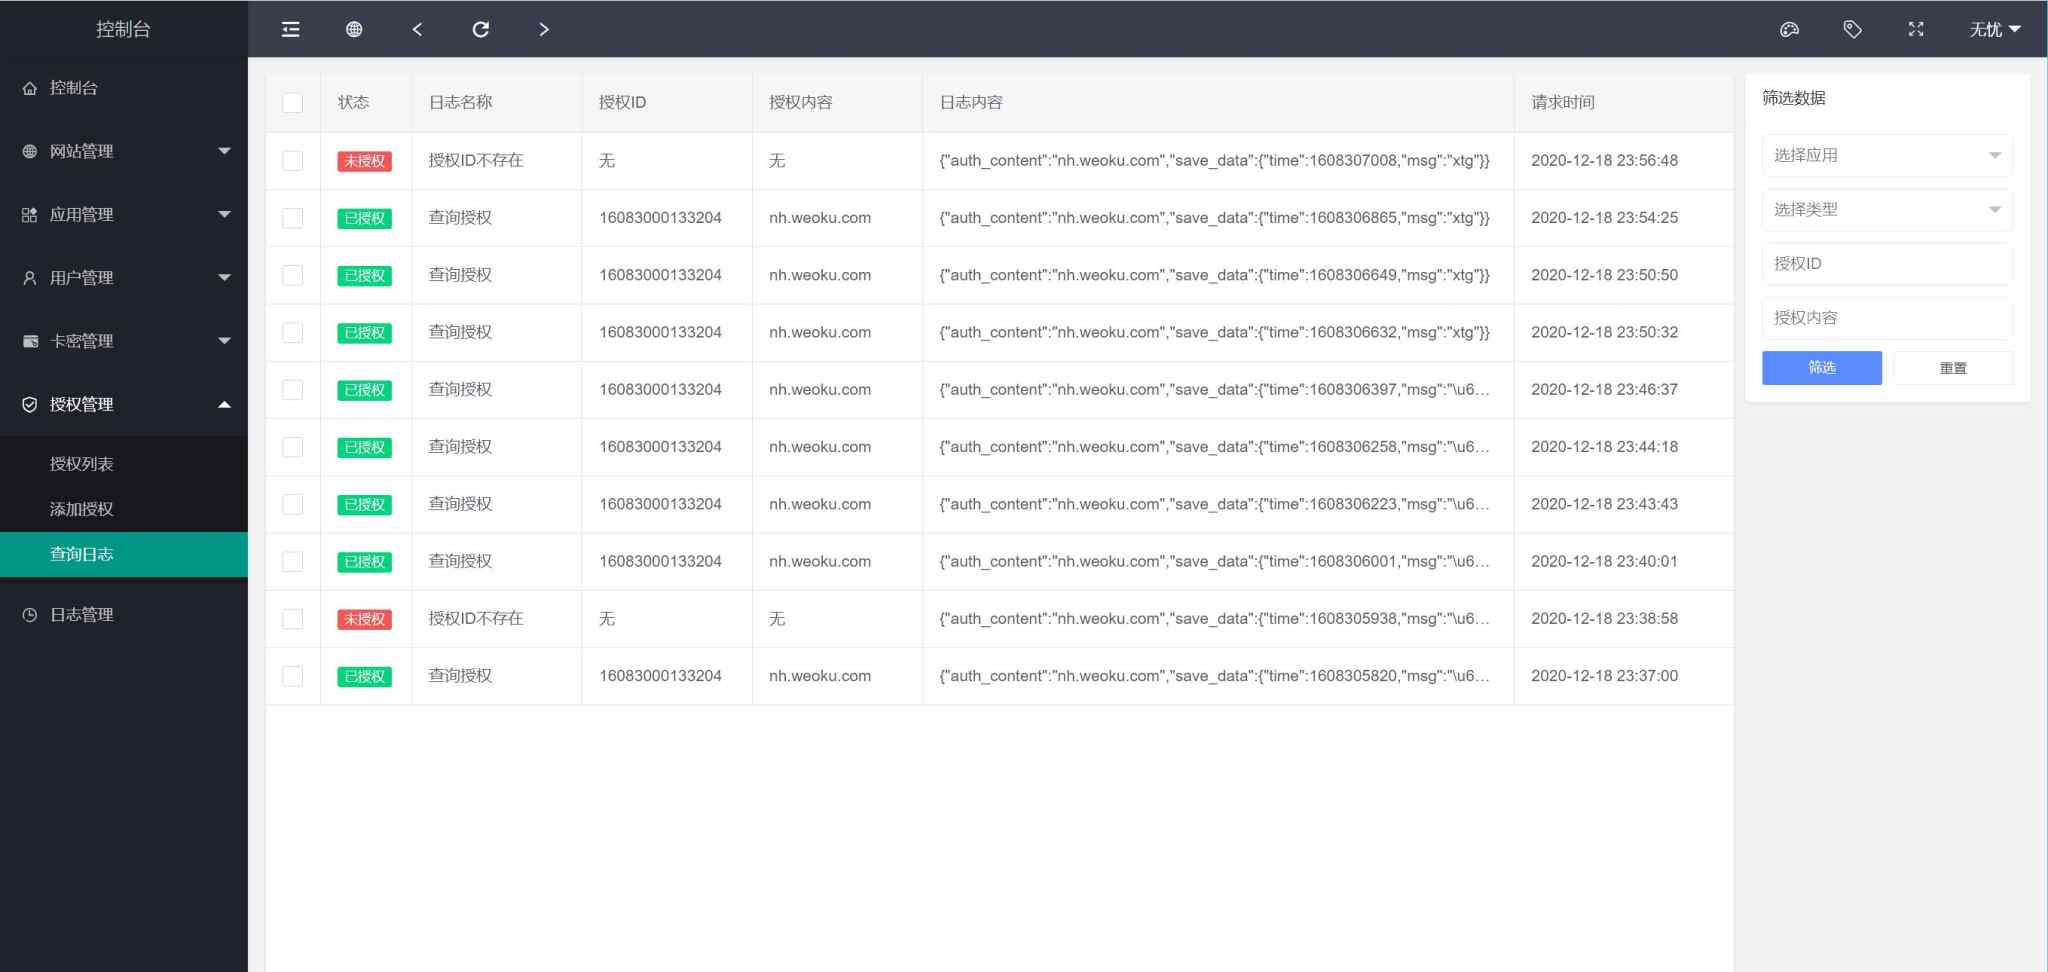 控制台
无忧
控制台
网站管理
应用管理
用户管理
卡密管理
授权管理
授权列表
添加授权
查询日志
日志管理
状态 日志名称 授权ID 授权内容 日志内容 请求时间
未授权 授权ID不存在 无 无 {"auth_content":"nh.weoku.com","save_data":{"time":1608307008,"msg":"xtg"}} 2020-12-18 23:56:48
已授权 查询授权 16083000133204 nh.weoku.com {"auth_content":"nh.weoku.com","save_data":{"time":1608306865,"msg":"xtg"}} 2020-12-18 23:54:25
已授权 查询授权 16083000133204 nh.weoku.com {"auth_content":"nh.weoku.com","save_data":{"time":1608306649,"msg":"xtg"}} 2020-12-18 23:50:50
已授权 查询授权 16083000133204 nh.weoku.com {"auth_content":"nh.weoku.com","save_data":{"time":1608306632,"msg":"xtg"}} 2020-12-18 23:50:32
已授权 查询授权 16083000133204 nh.weoku.com {"auth_content":"nh.weoku.com","save_data":{"time":1608306397,"msg":"\u6... 2020-12-18 23:46:37
已授权 查询授权 16083000133204 nh.weoku.com {"auth_content":"nh.weoku.com","save_data":{"time":1608306258,"msg":"\u6... 2020-12-18 23:44:18
已授权 查询授权 16083000133204 nh.weoku.com {"auth_content":"nh.weoku.com","save_data":{"time":1608306223,"msg":"\u6... 2020-12-18 23:43:43
已授权 查询授权 16083000133204 nh.weoku.com {"auth_content":"nh.weoku.com","save_data":{"time":1608306001,"msg":"\u6... 2020-12-18 23:40:01
未授权 授权ID不存在 无 无 {"auth_content":"nh.weoku.com","save_data":{"time":1608305938,"msg":"\u6... 2020-12-18 23:38:58
已授权 查询授权 16083000133204 nh.weoku.com {"auth_content":"nh.weoku.com","save_data":{"time":1608305820,"msg":"\u6... 2020-12-18 23:37:00
筛选数据
选择应用
选择类型
授权ID
授权内容
筛选 重置